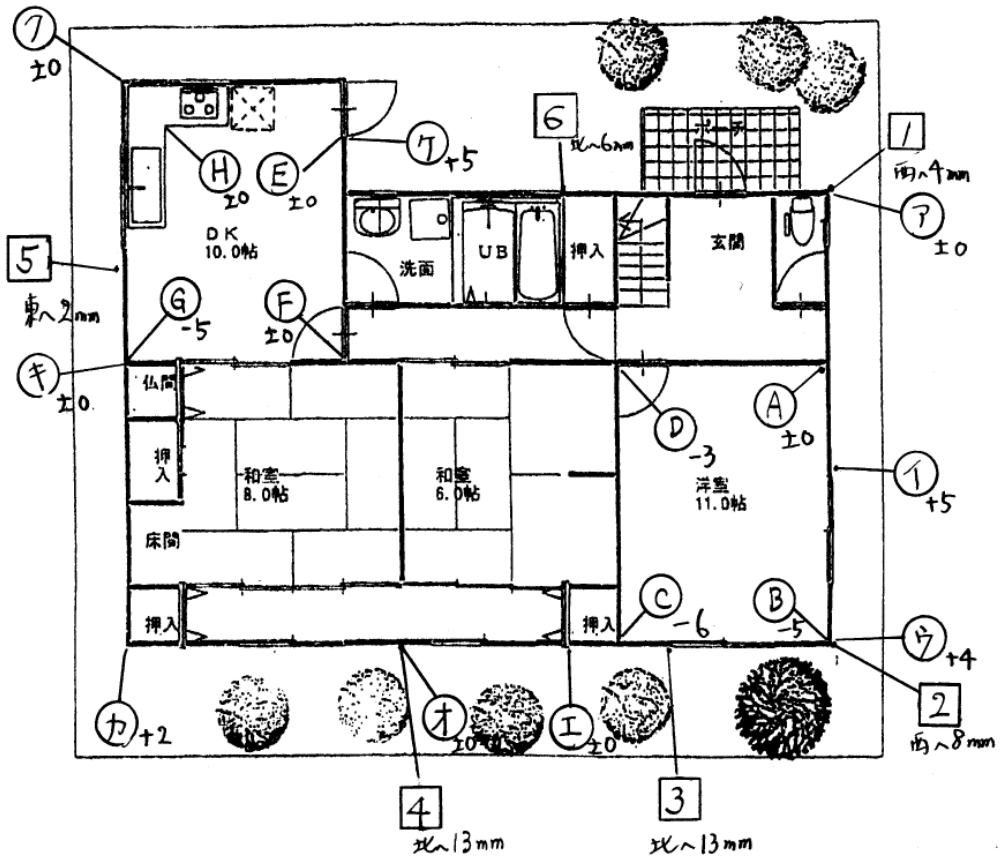 ク
±0
H
±0
E
±0
ケ
+5
6
北へ6mm
ポーチ
1
西へ4mm
ア
±0
DK
10.0帖
洗面
UB
押入
玄関
5
東へ2mm
G
-5
F
±0
キ
±0
仏間
押入
和室
8.0帖
和室
6.0帖
D
-3
A
±0
洋室
11.0帖
イ
+5
床間
押入
押入
C
-6
B
-5
ウ
+4
カ
+2
オ
±0
エ
±0
2
西へ8mm
4
北へ13mm
3
北へ13mm